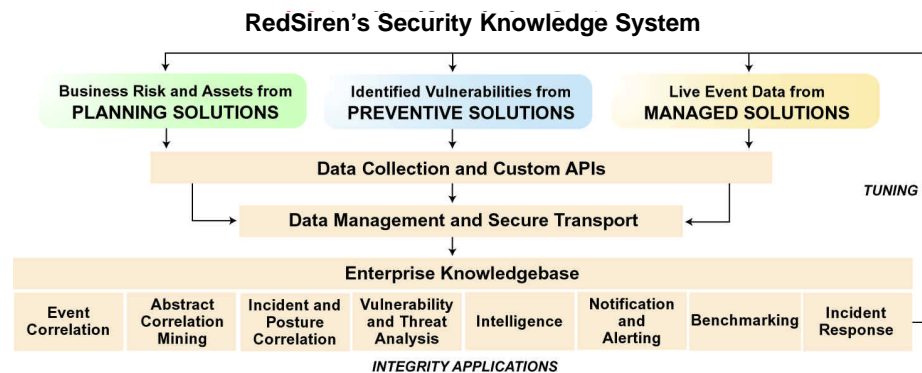 RedSiren's Security Knowledge System
Business Risk and Assets from
PLANNING SOLUTIONS
Identified Vulnerabilities from
PREVENTIVE SOLUTIONS
Live Event Data from
MANAGED SOLUTIONS
Data Collection and Custom APIs
TUNING
Data Management and Secure Transport
Enterprise Knowledgebase
Event
Correlation
Abstract
Correlation
Mining
Incident and
Posture
Correlation
Vulnerability
and Threat
Analysis
Intelligence
Notification
and
Alerting
Benchmarking
Incident
Response
INTEGRITY APPLICATIONS